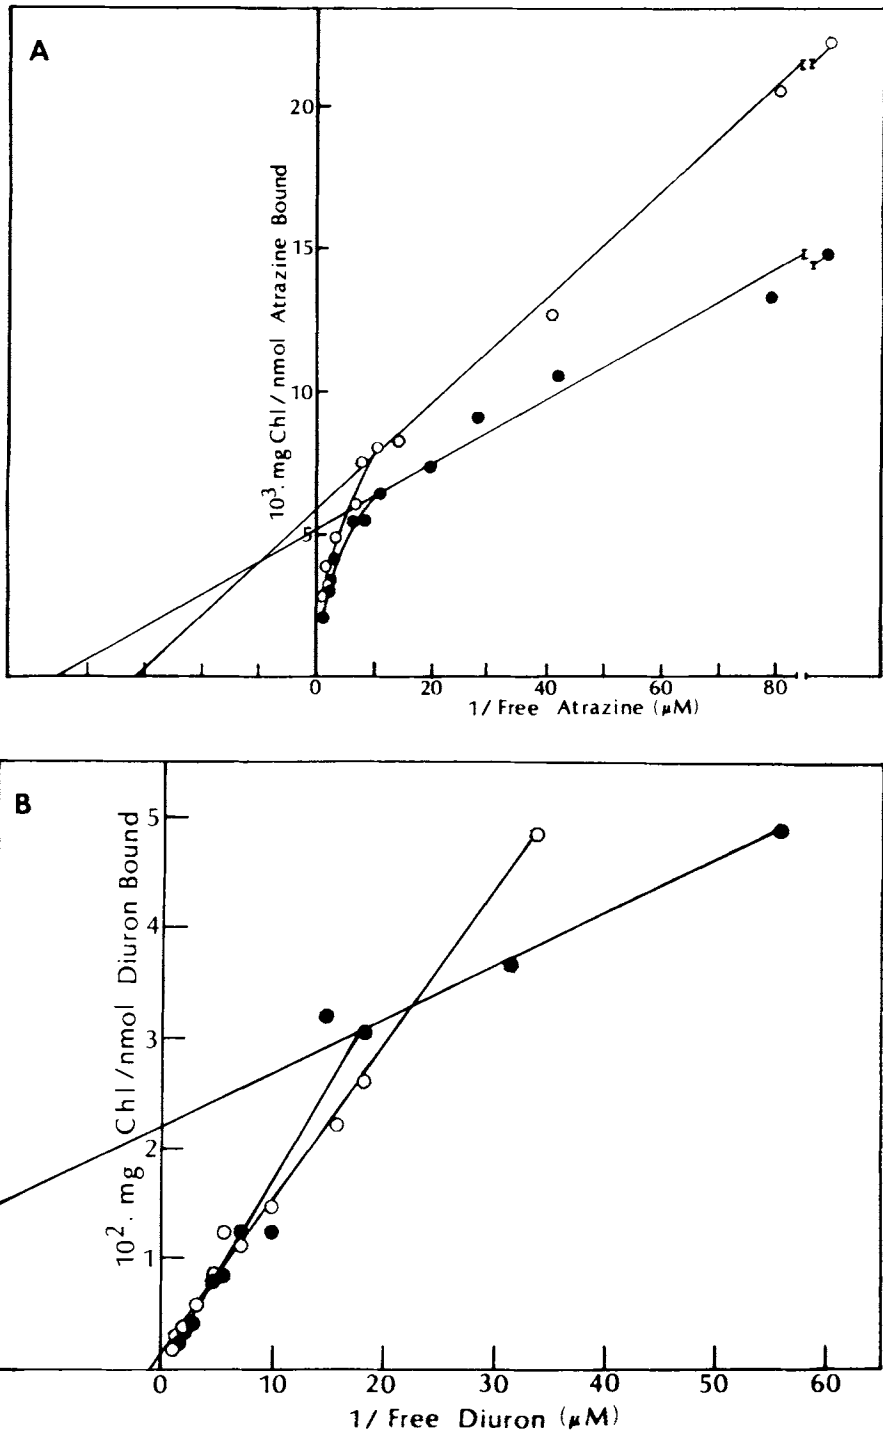 A
20
15
10
5
10³. mg Chl / nmol Atrazine Bound
0 20 40 60 80
1/ Free Atrazine (µM)
B
5
4
3
2
1
10². mg Chl/nmol Diuron Bound
0 10 20 30 40 50 60
1/ Free Diuron (µM)